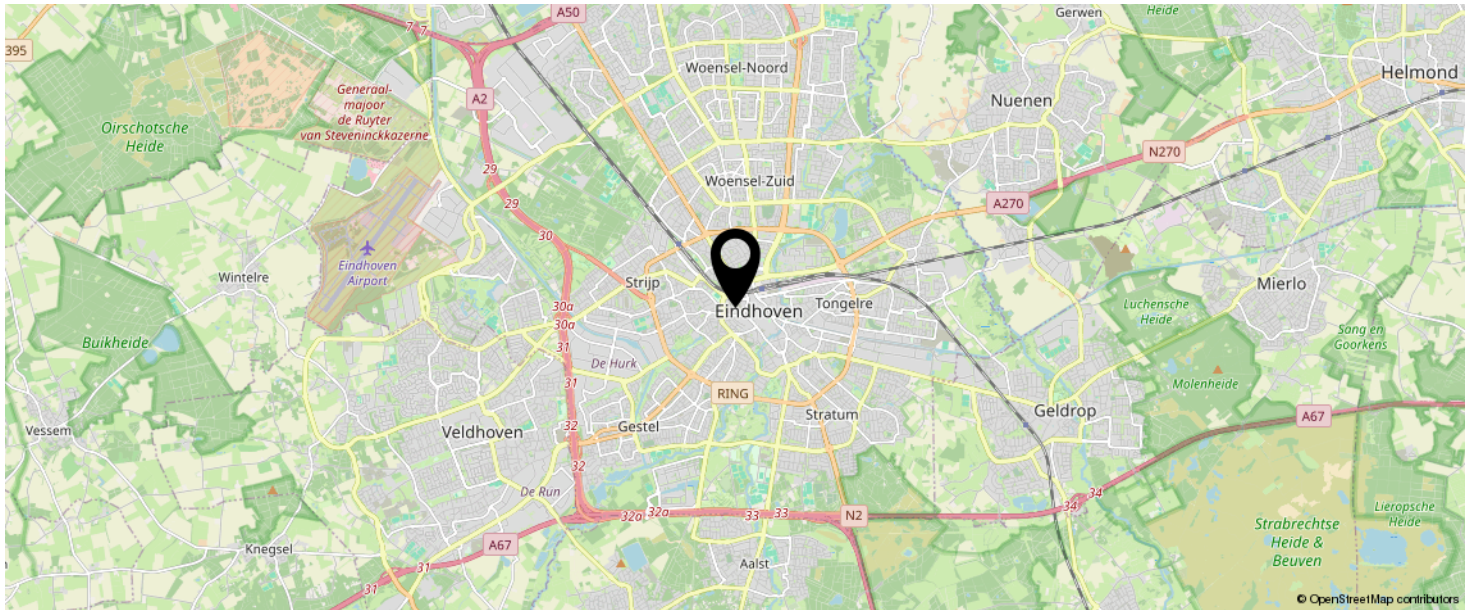 A50
Gerwen
Heide
7
7
395
Woensel-Noord
Helmond
Generaal-
majoor
de Ruyter
van Steveninckkazerne
A2
Nuenen
Oirschotsche
Heide
N270
29
Woensel-Zuid
29
A270
30
Eindhoven
Airport
Wintelre
Strijp
Mierlo
30a
Tongelre
Luchensche
Heide
Eindhoven
30a
Sang en
Goorkens
Buikheide
31
De Hurk
31
Molenheide
RING
Geldrop
A67
Stratum
Vessem
Veldhoven
32
Gestel
32
De Run
34
34
32a
32a
33
33
N2
Lieropsche
Heide
Strabrechtse
Heide &
Beuven
Knegsel
A67
Aalst
31
31
© OpenStreetMap contributors